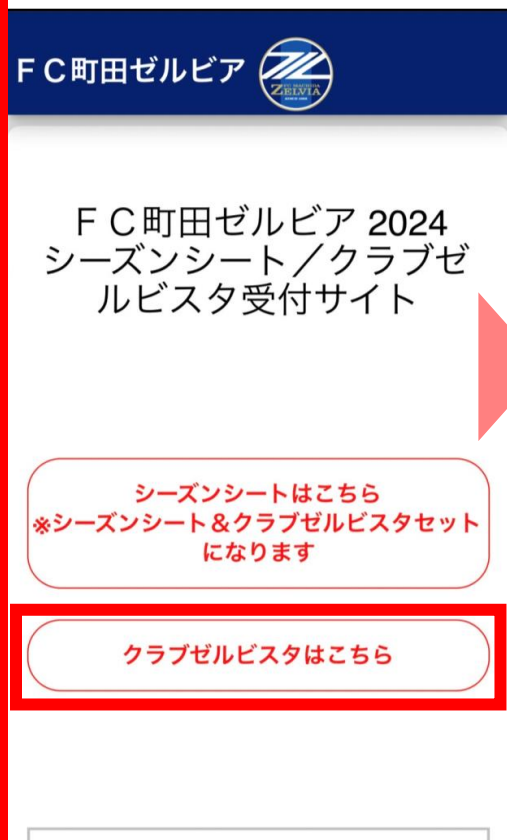 ＦＣ町田ゼルビア
ZELVIA
ＦＣ町田ゼルビア 2024
シーズンシート／クラブゼ
ルビスタ受付サイト
シーズンシートはこちら
※シーズンシート＆クラブゼルビスタセット
になります
クラブゼルビスタはこちら